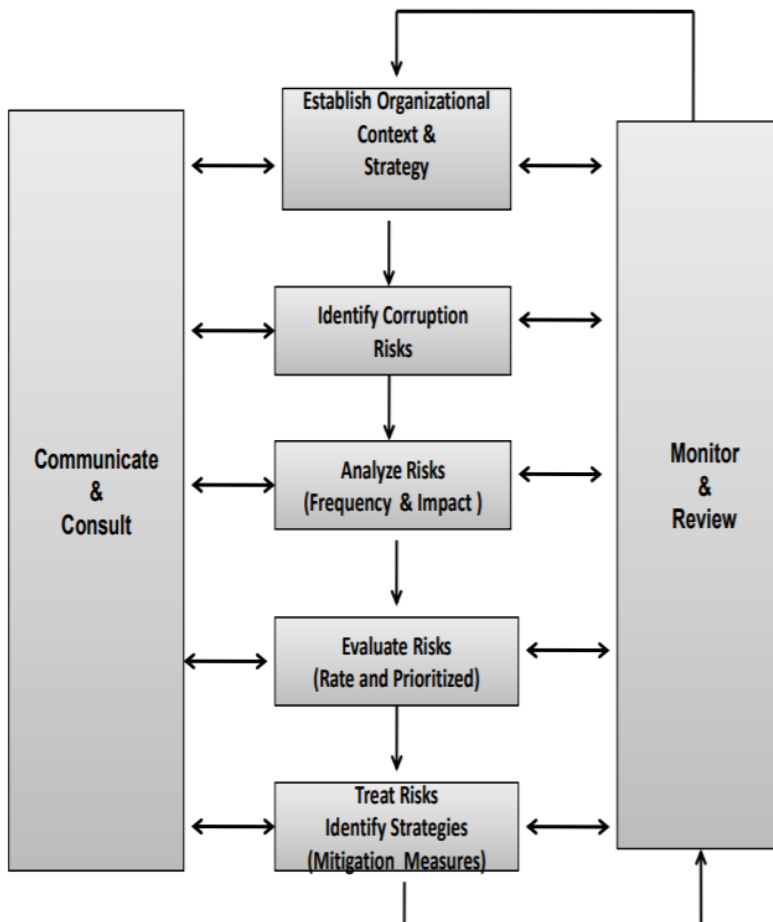 Establish Organizational
Context &
Strategy
Identify Corruption
Risks
Analyze Risks
(Frequency & Impact )
Evaluate Risks
(Rate and Prioritized)
Treat Risks
Identify Strategies
(Mitigation Measures)
Communicate
&
Consult
Monitor
&
Review